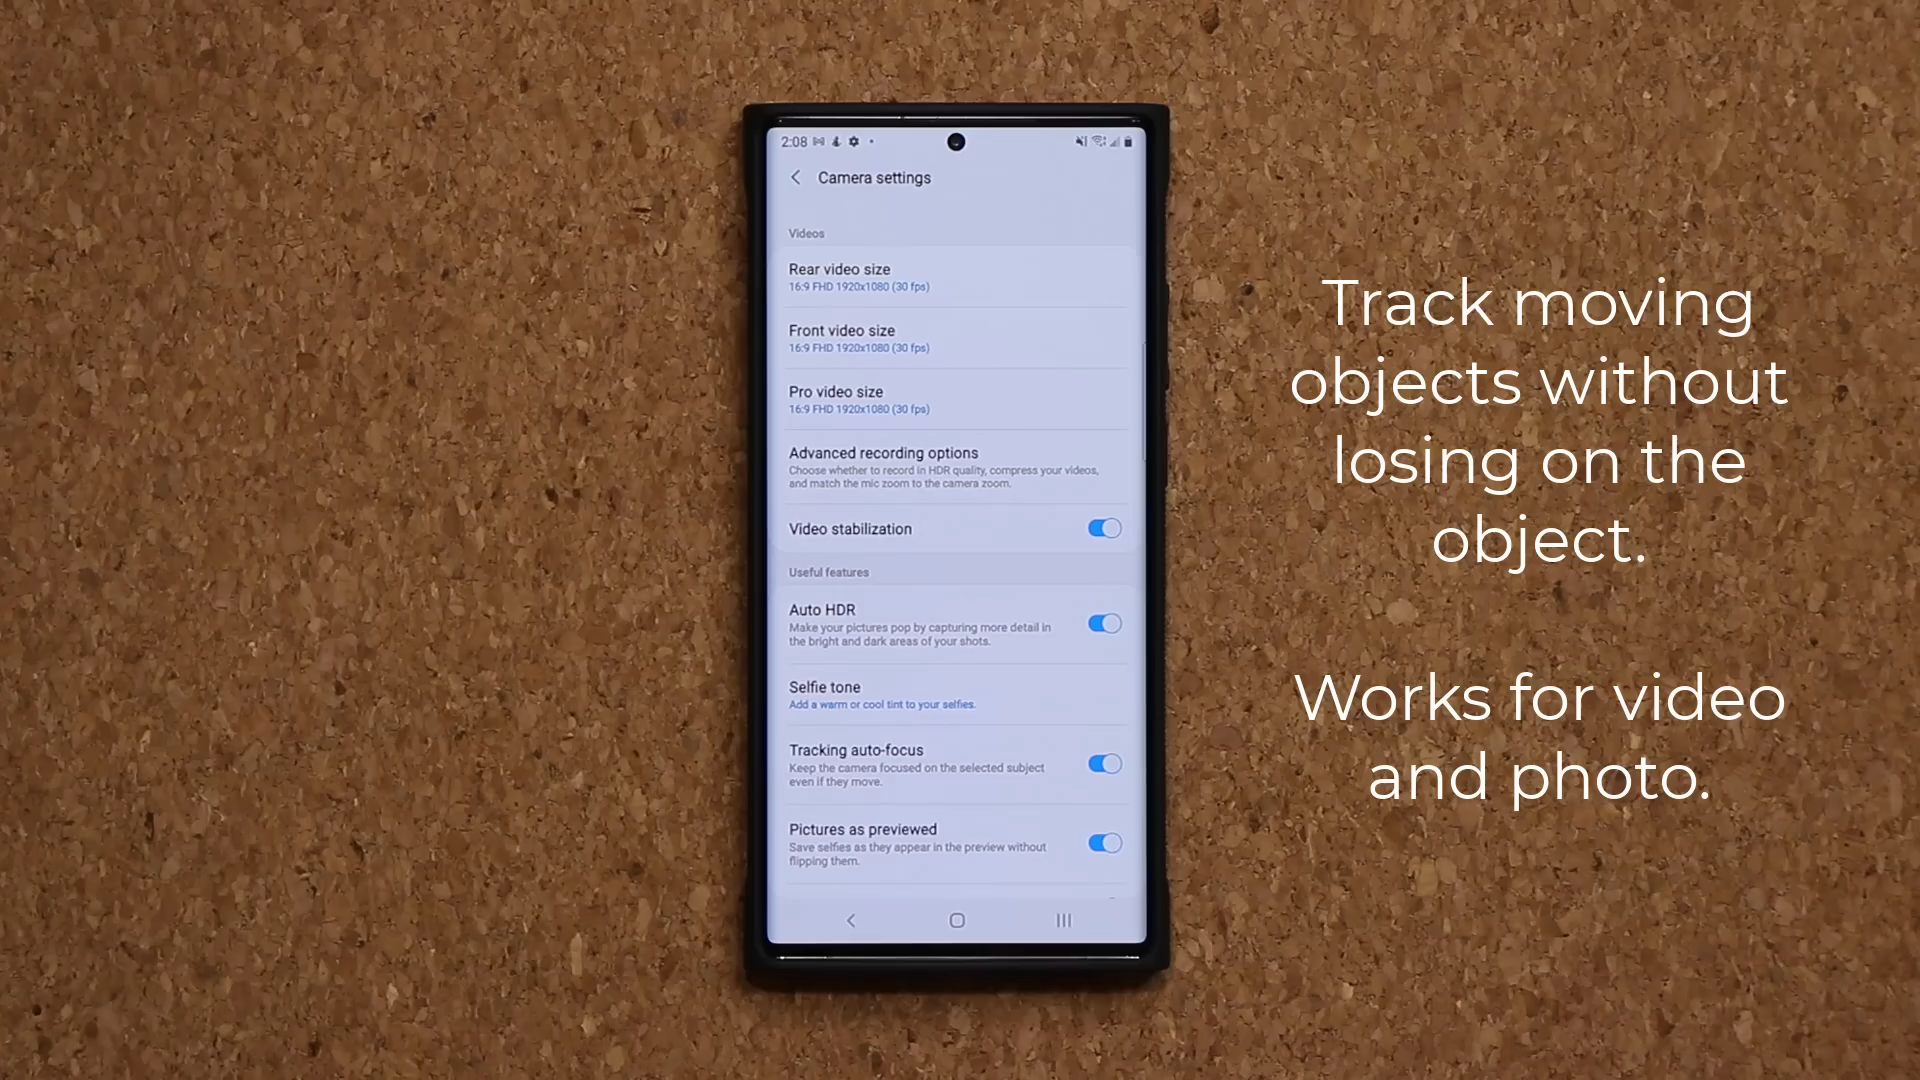 2:08
Camera settings
Videos
Rear video size
16:9 FHD 1920x1080 (30 fps)
Front video size
16:9 FHD 1920x1080 (30 fps)
Pro video size
16:9 FHD 1920x1080 (30 fps)
Advanced recording options
Choose whether to record in HDR quality, compress your videos,
and match the mic zoom to the camera zoom.
Video stabilization
Useful features
Auto HDR
Make your pictures pop by capturing more detail in
the bright and dark areas of your shots.
Selfie tone
Add a warm or cool tint to your selfies.
Tracking auto-focus
Keep the camera focused on the selected subject
even if they move.
Pictures as previewed
Save selfies as they appear in the preview without
flipping them.
Track moving
objects without
losing on the
object.
Works for video
and photo.